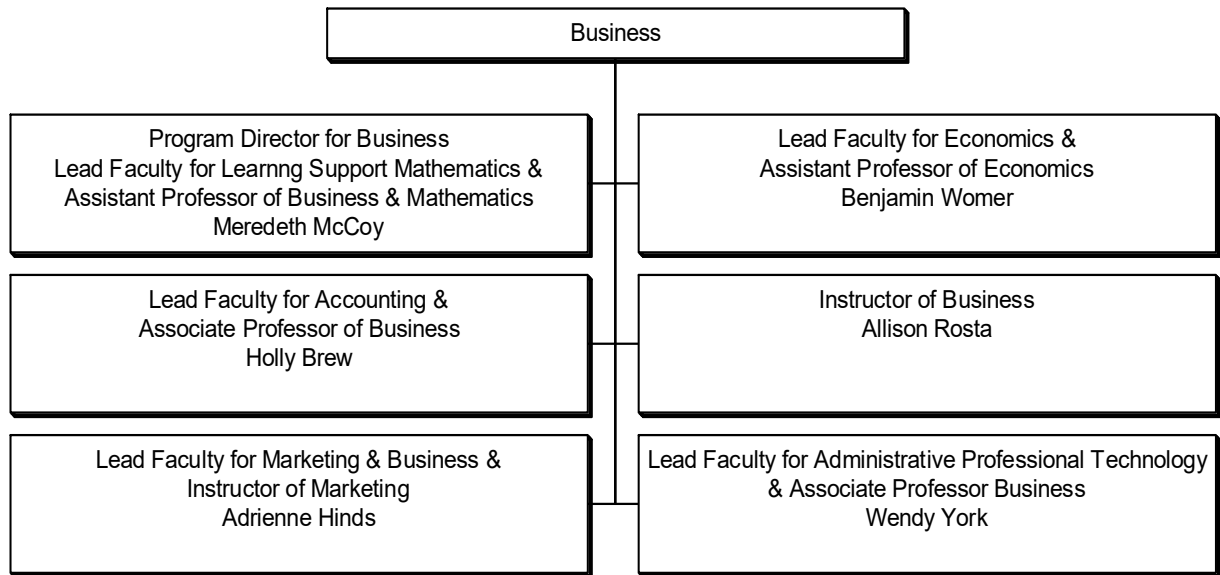 Business
Program Director for Business
Lead Faculty for Learnng Support Mathematics &
Assistant Professor of Business & Mathematics
Meredeth McCoy
Lead Faculty for Economics &
Assistant Professor of Economics
Benjamin Womer
Lead Faculty for Accounting &
Associate Professor of Business
Holly Brew
Instructor of Business
Allison Rosta
Lead Faculty for Marketing & Business &
Instructor of Marketing
Adrienne Hinds
Lead Faculty for Administrative Professional Technology
& Associate Professor Business
Wendy York